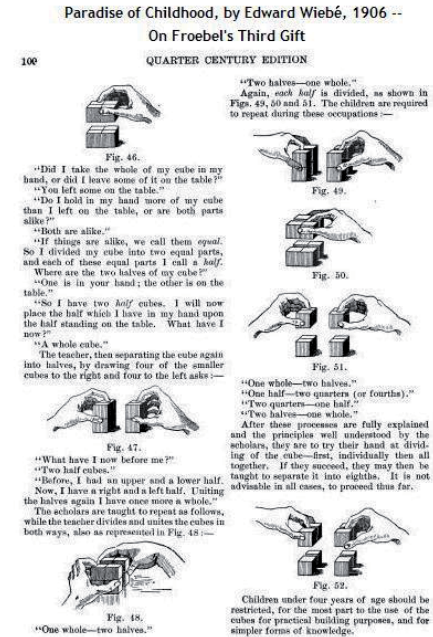 Paradise of Childhood, by Edward Wiebé, 1906 --
On Froebel's Third Gift
100
QUARTER CENTURY EDITION
Fig. 46.
"Did I take the whole of my cube in my
hand, or did I leave some of it on the table?"
"You left some on the table."
"Do I hold in my hand more of my cube
than I left on the table, or are both parts
alike?"
"Both are alike."
"If things are alike, we call them equal.
So I divided my cube into two equal parts,
and each of these equal parts I call a half.
Where are the two halves of my cube?"
"One is in your hand; the other is on the
table."
"So I have two half cubes. I will now
place the half which I have in my hand upon
the half standing on the table. What have I
now?"
"A whole cube."
The teacher, then separating the cube again
into halves, by drawing four of the smaller
cubes to the right and four to the left asks:—
Fig. 47.
"What have I now before me?"
"Two half cubes."
"Before, I had an upper and a lower half.
Now, I have a right and a left half. Uniting
the halves again I have once more a whole."
The scholars are taught to repeat as follows,
while the teacher divides and unites the cubes in
both ways, also as represented in Fig. 48:—
Fig. 48.
"One whole—two halves."
"Two halves—one whole."
Again, each half is divided, as shown in
Figs. 49, 50 and 51. The children are required
to repeat during these occupations:—
Fig. 49.
Fig. 50.
Fig. 51.
"One whole—two halves."
"One half—two quarters (or fourths)."
"Two quarters—one half."
"Two halves—one whole."
After these processes are fully explained
and the principles well understood by the
scholars, they are to try their hand at divid-
ing of the cube—first, individually then all
together. If they succeed, they may then be
taught to separate it into eighths. It is not
advisable in all cases, to proceed thus far.
Fig. 52.
Children under four years of age should be
restricted, for the most part to the use of the
cubes for practical building purposes, and for
simpler forms of knowledge.